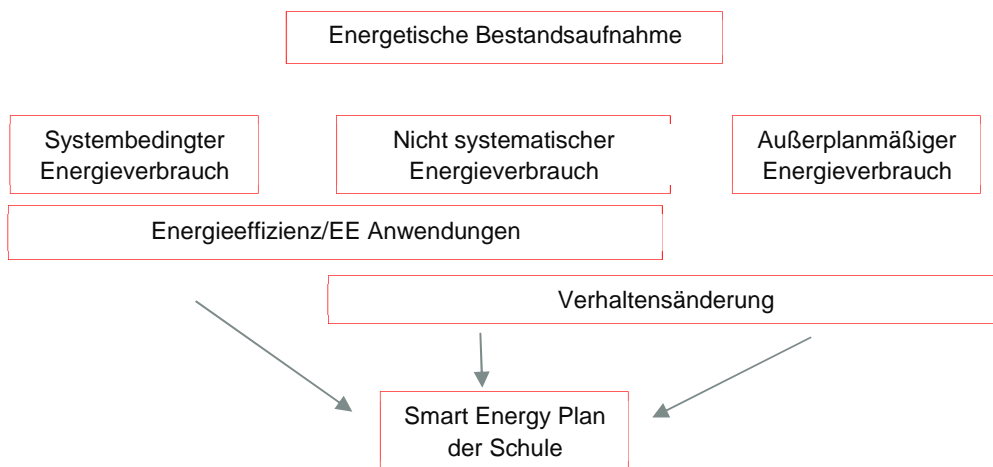 Energetische Bestandsaufnahme
Systembedingter
Energieverbrauch
Nicht systematischer
Energieverbrauch
Außerplanmäßiger
Energieverbrauch
Energieeffizienz/EE Anwendungen
Verhaltensänderung
Smart Energy Plan
der Schule